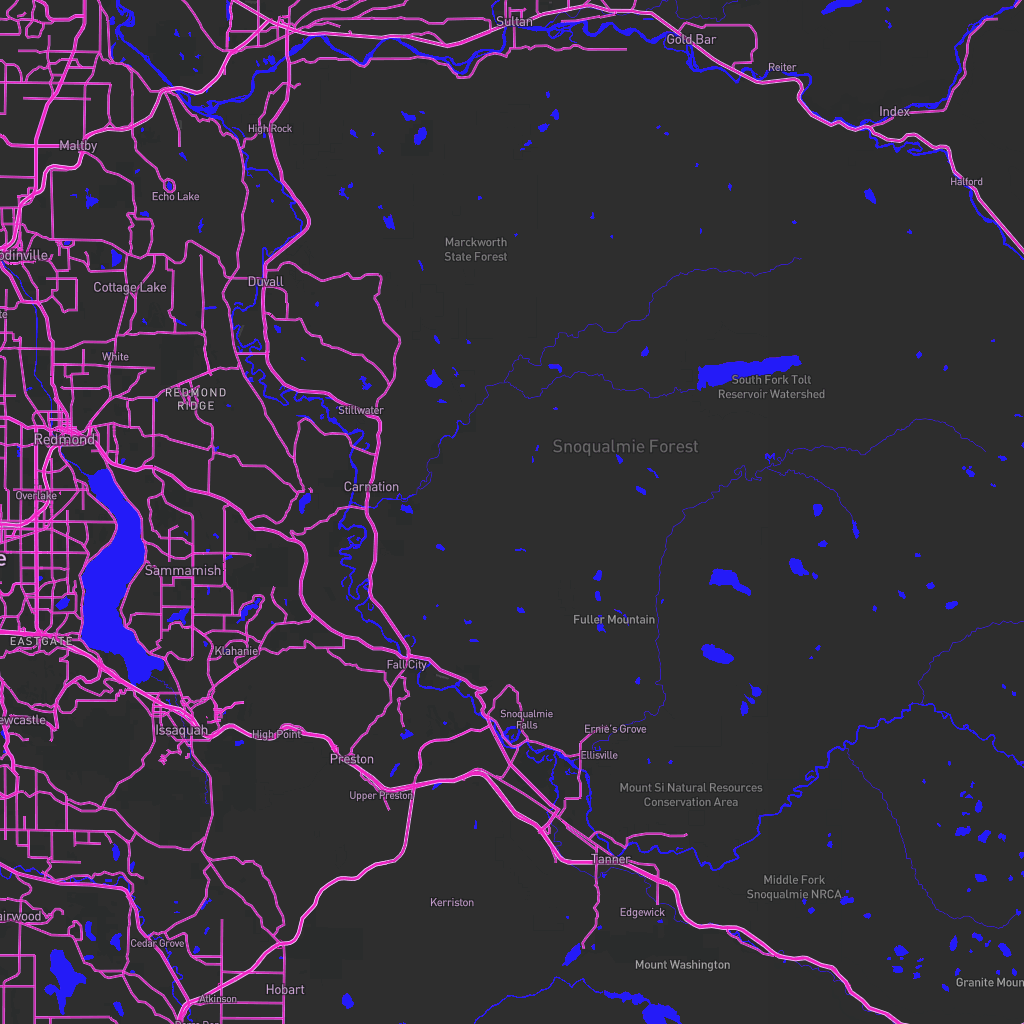 Sultan
Gold Bar
Reiter
Index
High Rock
Maltby
Halford
Echo Lake
Marckworth
State Forest
odinville
Duvall
Cottage Lake
te
White
South Fork Tolt
Reservoir Watershed
REDMOND
RIDGE
Stillwater
Redmond
Snoqualmie Forest
Carnation
Overlake
e
Sammamish
Fuller Mountain
EASTGATE
Klahanie
Fall City
Snoqualmie
Falls
ewcastle
Issaquah
High Point
Ernie's Grove
Ellisville
Preston
Mount Si Natural Resources
Conservation Area
Upper Preston
Tanner
Middle Fork
Snoqualmie NRCA
Kerriston
Edgewick
airwood
Cedar Grove
Mount Washington
Granite Moun
Hobart
Atkinson